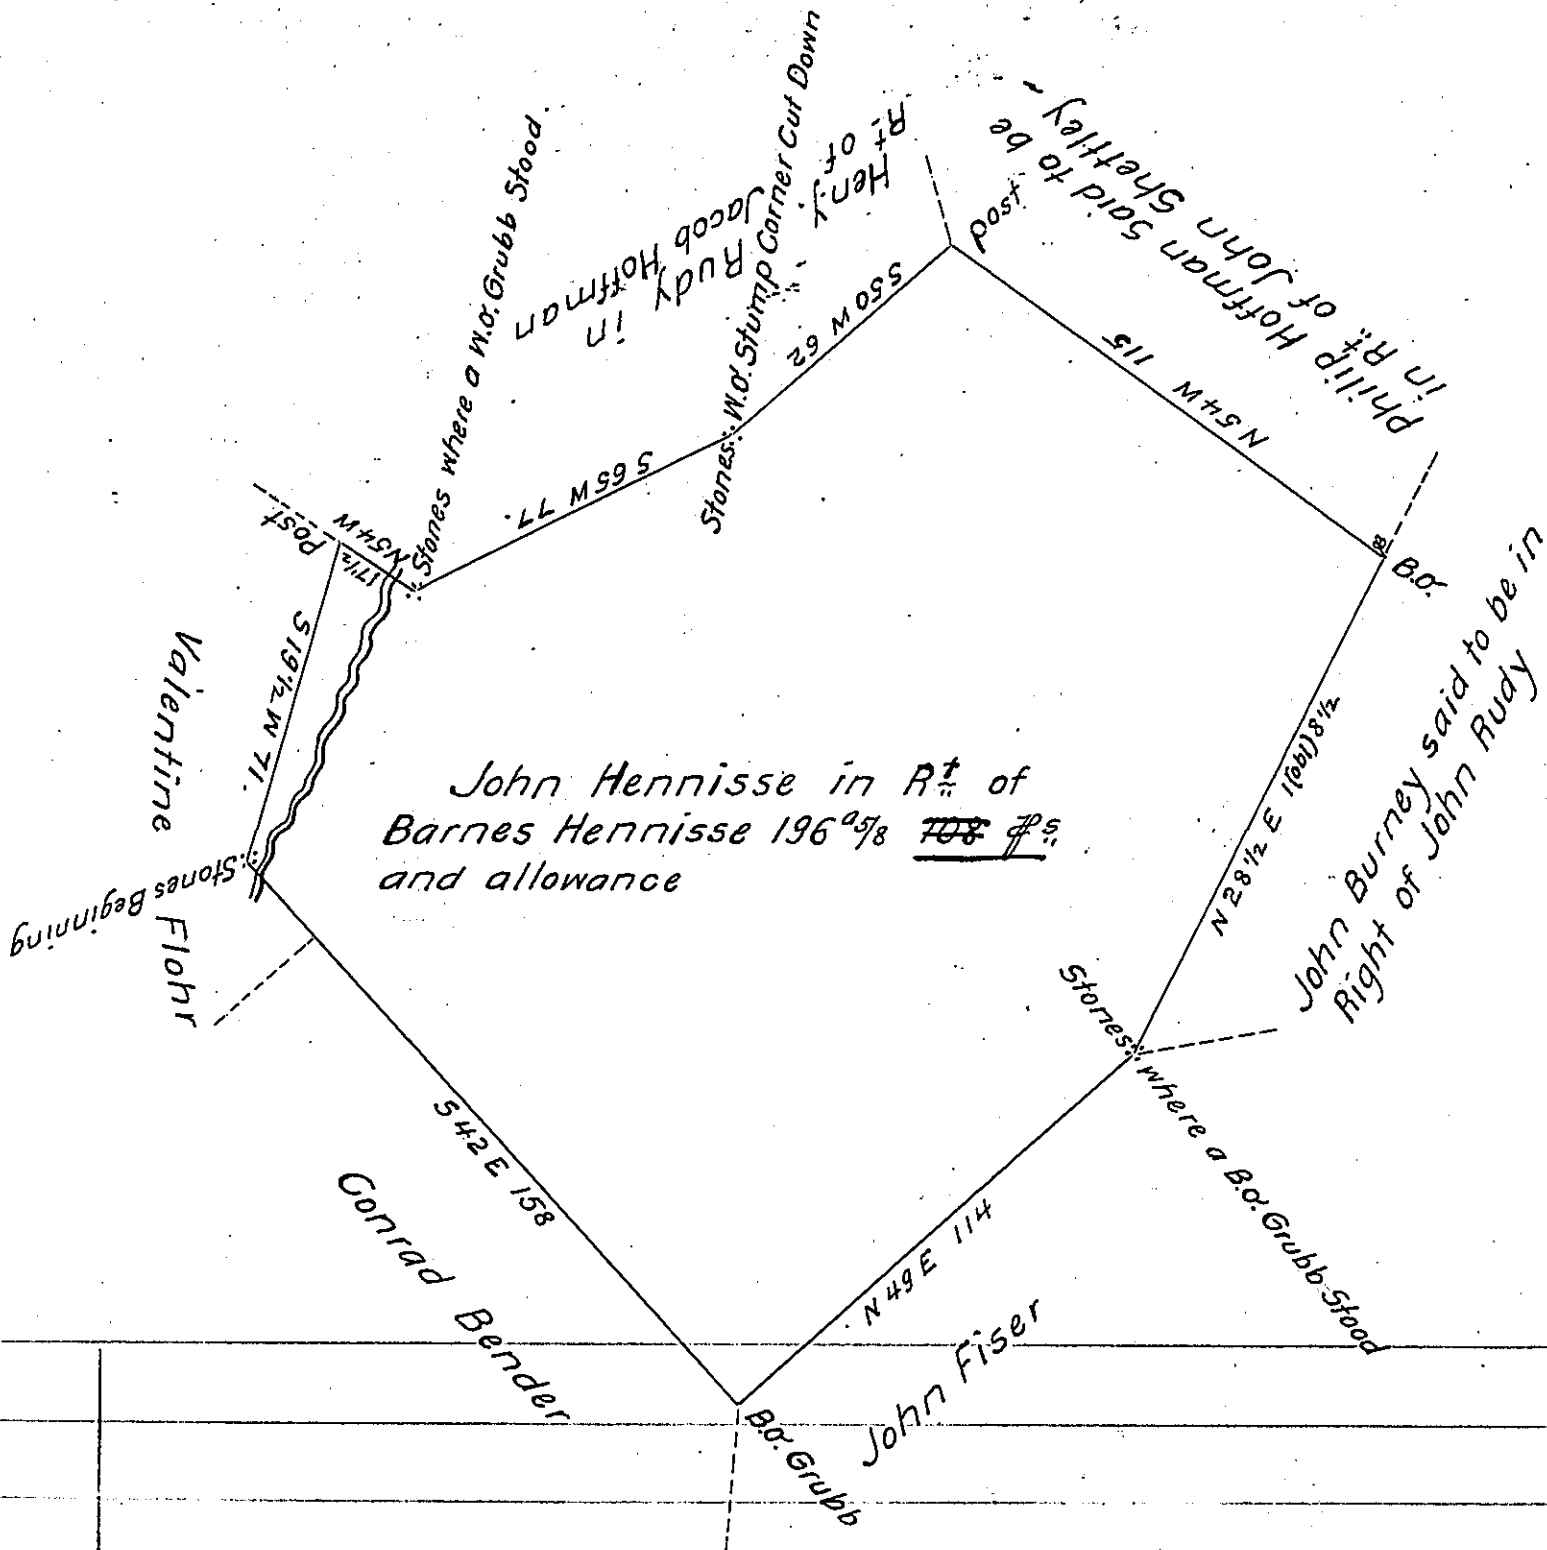 Stones where a W.O. Grubb Stood.
Stones W.O. Stump Corner Cut Down
Hen.y Rudy in
Rt. of Jacob Hoffman
Post
Philip Hoffman Said to be
in Rt. of John Shettley
S 50 W 62
N 54 W 115
S 65 W 77.
Post
N 54 W
17 1/2
S 19 1/2 W 71.
B.O.
John Burney said to be in
Right of John Rudy
N 28 1/2 E 1(obl)8 1/2
Valentine Flohr
Stones Beginning
John Hennisse in Rt. of
Barnes Hennisse 196 a 5/8 108 Ps.
and allowance
Stones where a B.O. Grubb Stood
S 42 E 158
Conrad Bender
N 49 E 114
John Fiser
B.O. Grubb